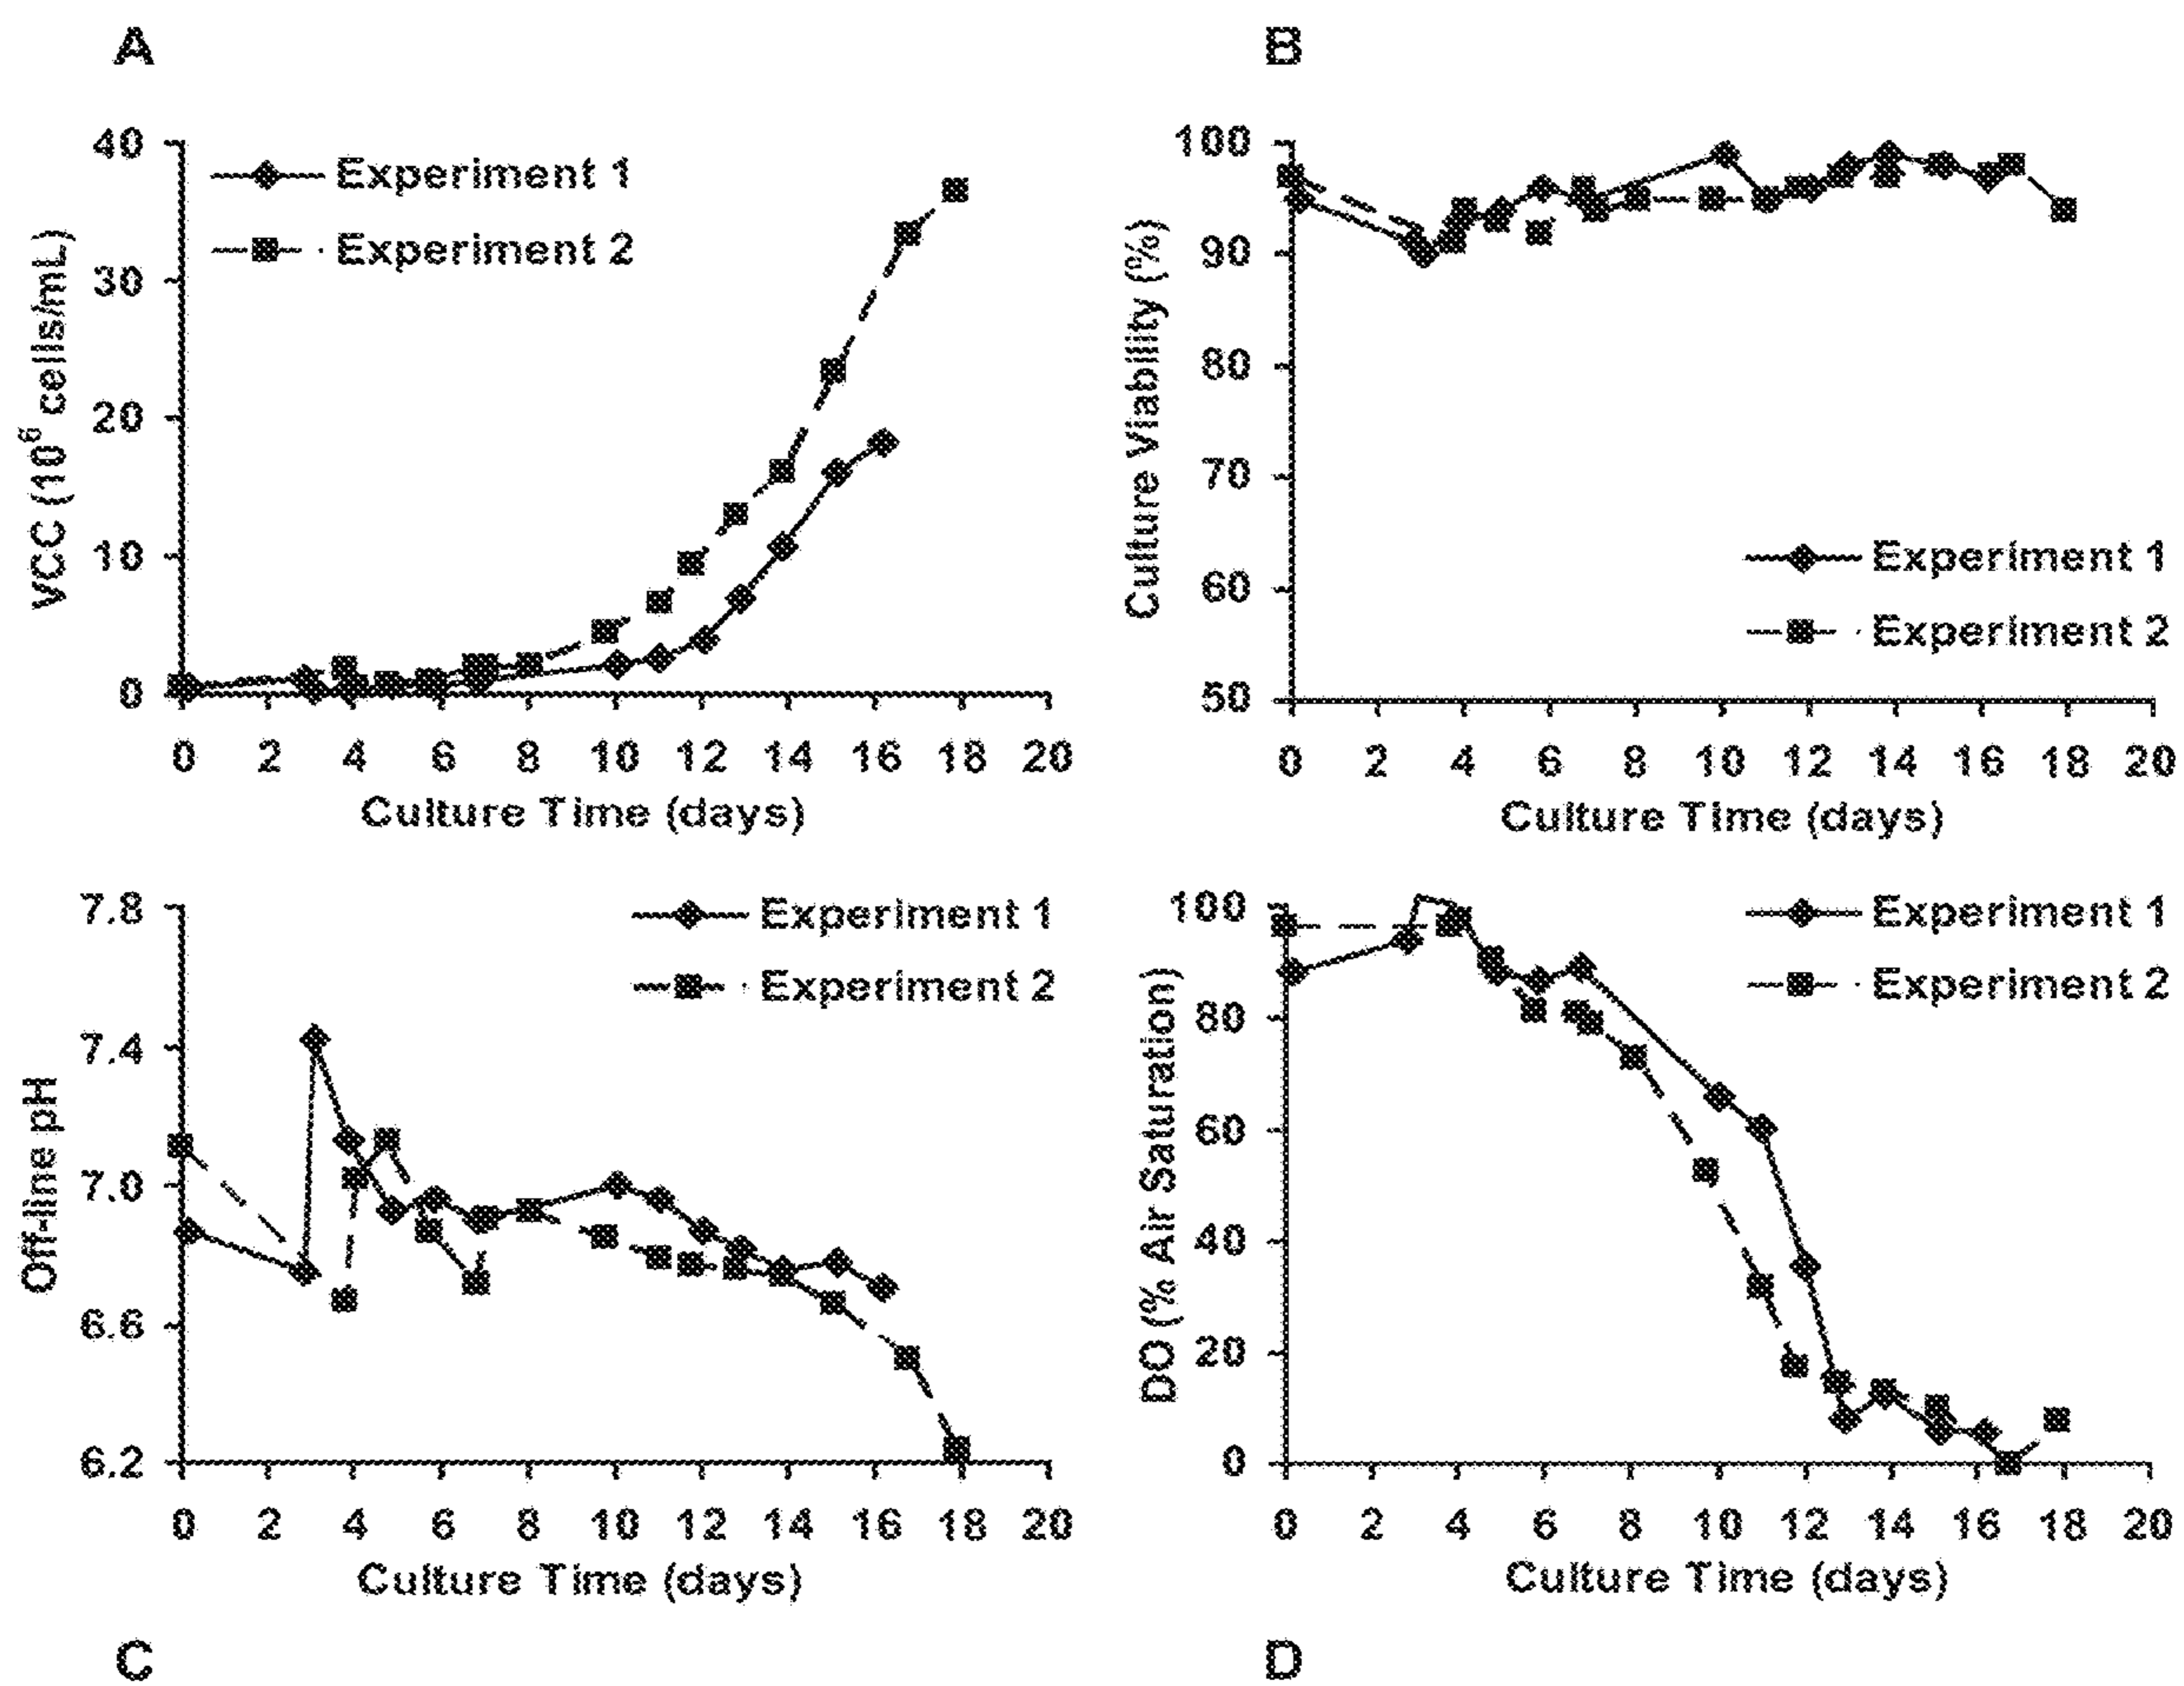 A
40
30
20
10
0
VCC (10⁶ cells/mL)
Experiment 1
Experiment 2
0 2 4 6 8 10 12 14 16 18 20
Culture Time (days)
B
100
90
80
70
60
50
Culture Viability (%)
Experiment 1
Experiment 2
0 2 4 6 8 10 12 14 16 18 20
Culture Time (days)
7.8
7.4
7.0
6.6
6.2
Off-line pH
Experiment 1
Experiment 2
0 2 4 6 8 10 12 14 16 18 20
Culture Time (days)
C
100
80
60
40
20
0
DO (% Air Saturation)
Experiment 1
Experiment 2
0 2 4 6 8 10 12 14 16 18 20
Culture Time (days)
D